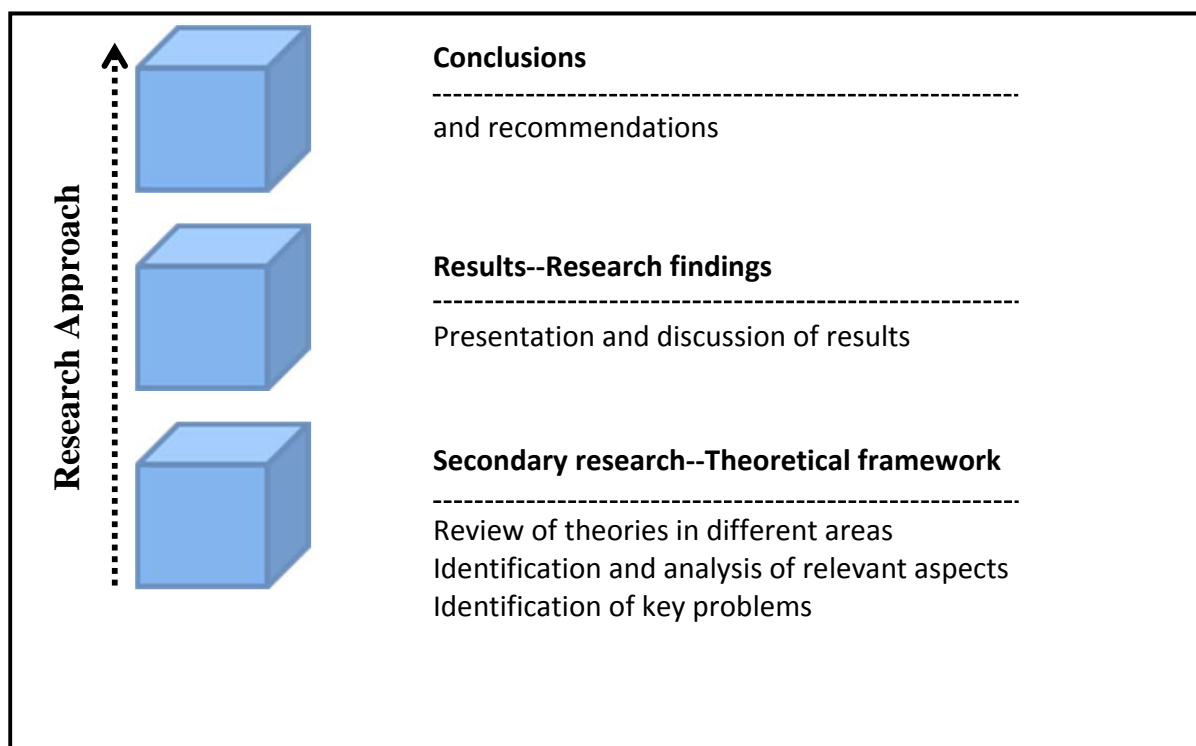 Research Approach
Conclusions
and recommendations
Results--Research findings
Presentation and discussion of results
Secondary research--Theoretical framework
Review of theories in different areas
Identification and analysis of relevant aspects
Identification of key problems